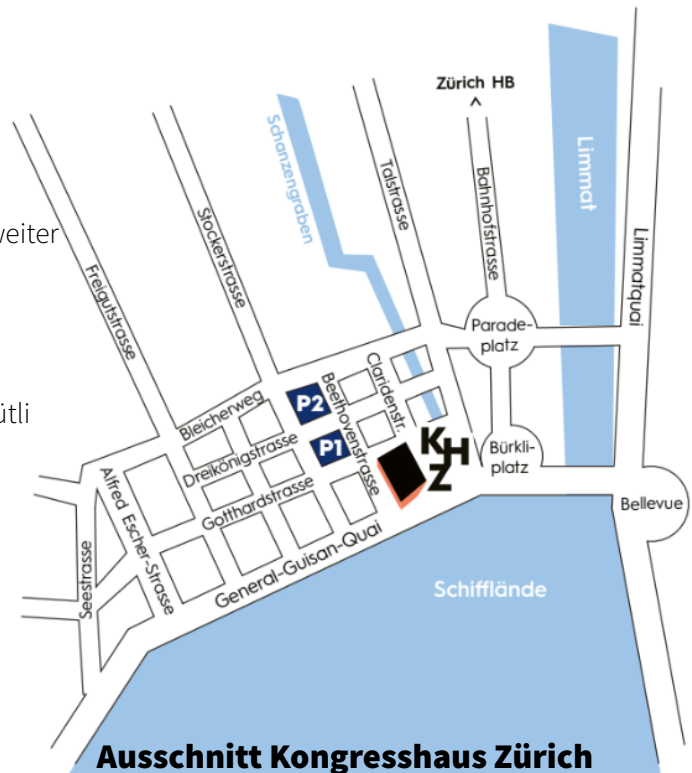 Zürich HB
Schanzengraben
Talstrasse
Bahnhofstrasse
Limmat
Limmatquai
weiter
Stockerstrasse
Freigutstrasse
Parade-
platz
Claridenstr.
Beethovenstrasse
P2
Bleicherweg
ütli
P1
Dreikönigstrasse
KHZ
Bürkli-
platz
Gotthardstrasse
Alfred Escher-Strasse
Bellevue
General-Guisan-Quai
Seestrasse
Schifflände
Ausschnitt Kongresshaus Zürich